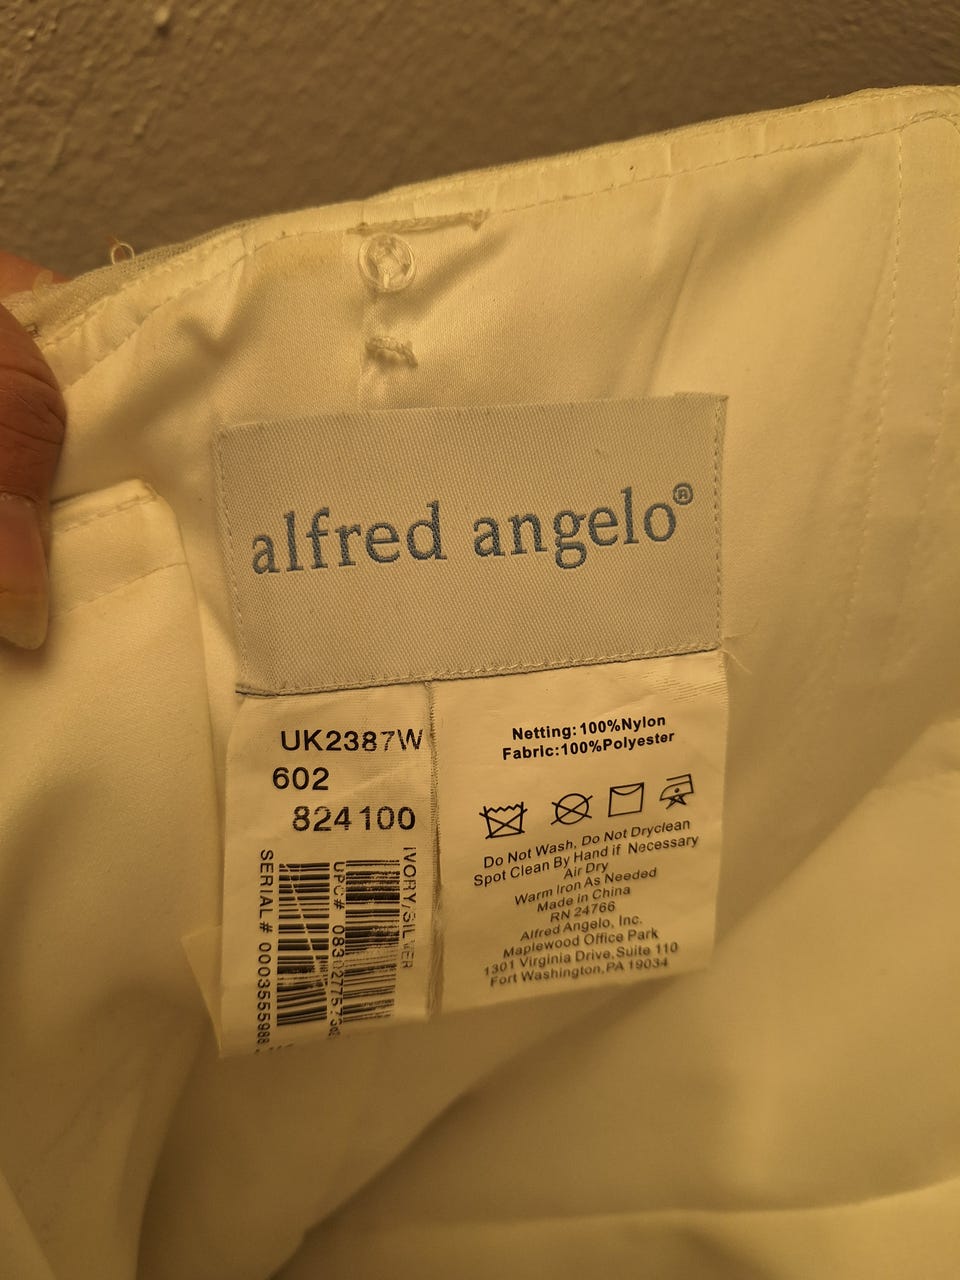 alfred angelo®
UK2387W
602
824100
SERIAL # 0003555988
UPC#
IVORY/SILVER
Netting: 100%Nylon
Fabric:100%Polyester
Do Not Wash, Do Not Dryclean
Spot Clean By Hand if Necessary
Air Dry
Warm Iron As Needed
Made in China
RN 24766
Alfred Angelo, Inc.
Maplewood Office Park
1301 Virginia Drive, Suite 110
Fort Washington, PA 19034